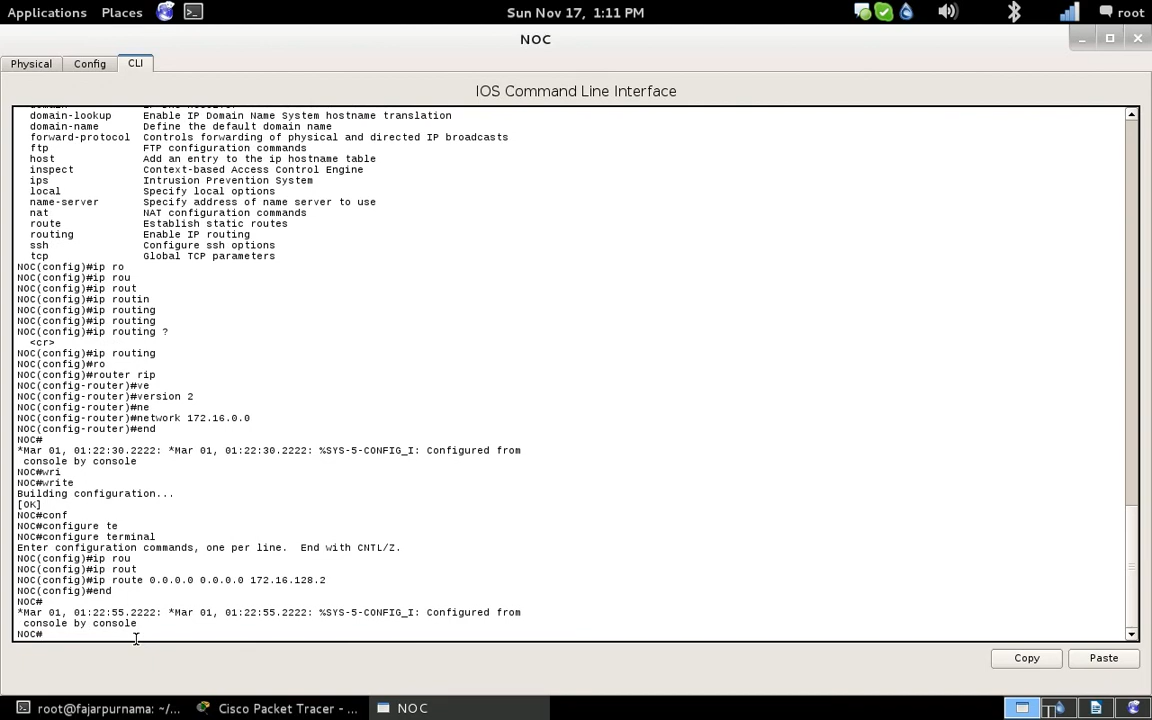 Applications Places Sun Nov 17, 1:11 PM root
NOC
Physical Config CLI
IOS Command Line Interface
domain-lookup Enable IP Domain Name System hostname translation
domain-name Define the default domain name
forward-protocol Controls forwarding of physical and directed IP broadcasts
ftp FTP configuration commands
host Add an entry to the ip hostname table
inspect Context-based Access Control Engine
ips Intrusion Prevention System
local Specify local options
name-server Specify address of name server to use
nat NAT configuration commands
route Establish static routes
routing Enable IP routing
ssh Configure ssh options
tcp Global TCP parameters
NOC(config)#ip ro
NOC(config)#ip rou
NOC(config)#ip rout
NOC(config)#ip routin
NOC(config)#ip routing
NOC(config)#ip routing
NOC(config)#ip routing ?
<cr>
NOC(config)#ip routing
NOC(config)#ro
NOC(config)#router rip
NOC(config-router)#ve
NOC(config-router)#version 2
NOC(config-router)#ne
NOC(config-router)#network 172.16.0.0
NOC(config-router)#end
NOC#
*Mar 01, 01:22:30.2222: *Mar 01, 01:22:30.2222: %SYS-5-CONFIG_I: Configured from
console by console
NOC#wri
NOC#write
Building configuration...
[OK]
NOC#conf
NOC#configure te
NOC#configure terminal
Enter configuration commands, one per line. End with CNTL/Z.
NOC(config)#ip rou
NOC(config)#ip rout
NOC(config)#ip route 0.0.0.0 0.0.0.0 172.16.128.2
NOC(config)#end
NOC#
*Mar 01, 01:22:55.2222: *Mar 01, 01:22:55.2222: %SYS-5-CONFIG_I: Configured from
console by console
NOC#
Copy Paste
root@fajarpurnama: ~/... Cisco Packet Tracer - ... NOC